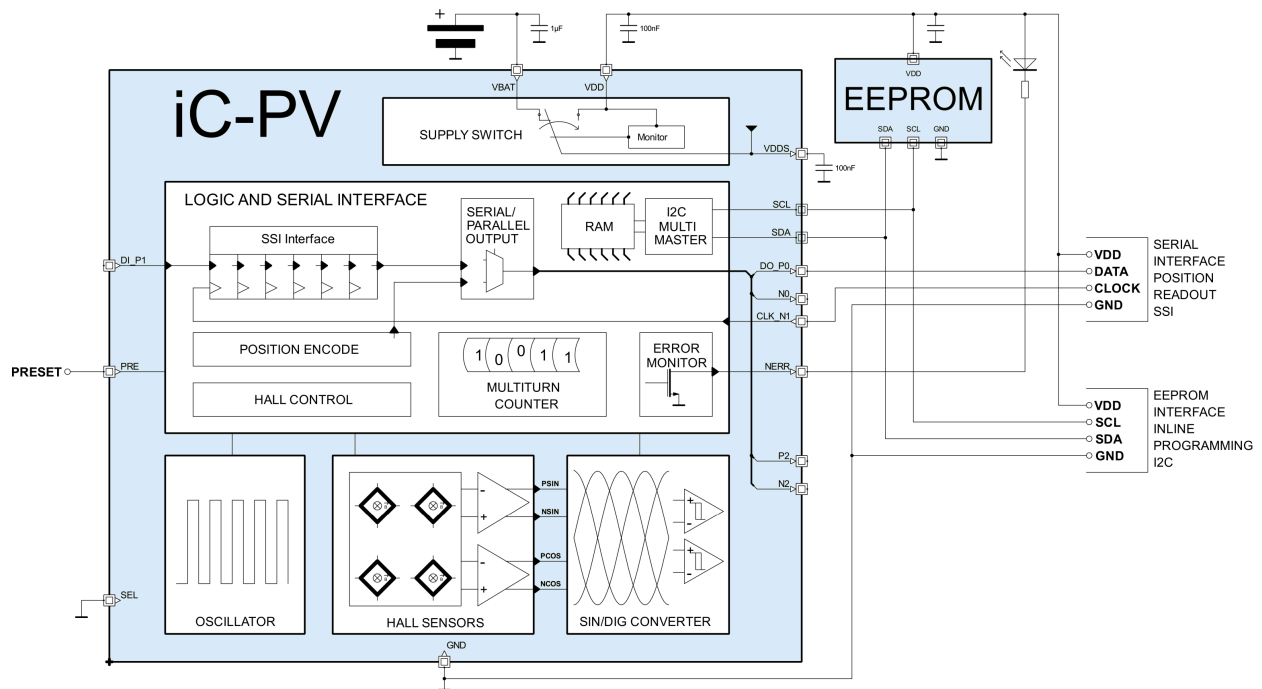 +
1µF
100nF
VDD
EEPROM
SDA
SCL
GND
iC-PV
VBAT
VDD
SUPPLY SWITCH
Monitor
VDDS
100nF
LOGIC AND SERIAL INTERFACE
SSI Interface
SERIAL/
PARALLEL
OUTPUT
RAM
I2C
MULTI
MASTER
SCL
SDA
DI_P1
DO_P0
N0
CLK_N1
POSITION ENCODE
HALL CONTROL
1 0 0 1 1
MULTITURN
COUNTER
ERROR
MONITOR
NERR
PRESET
PRE
P2
N2
VDD
DATA
CLOCK
GND
SERIAL
INTERFACE
POSITION
READOUT
SSI
VDD
SCL
SDA
GND
EEPROM
INTERFACE
INLINE
PROGRAMMING
I2C
SEL
OSCILLATOR
-
+
-
+
HALL SENSORS
PSIN
NSIN
PCOS
NCOS
+
-
+
-
SIN/DIG CONVERTER
GND